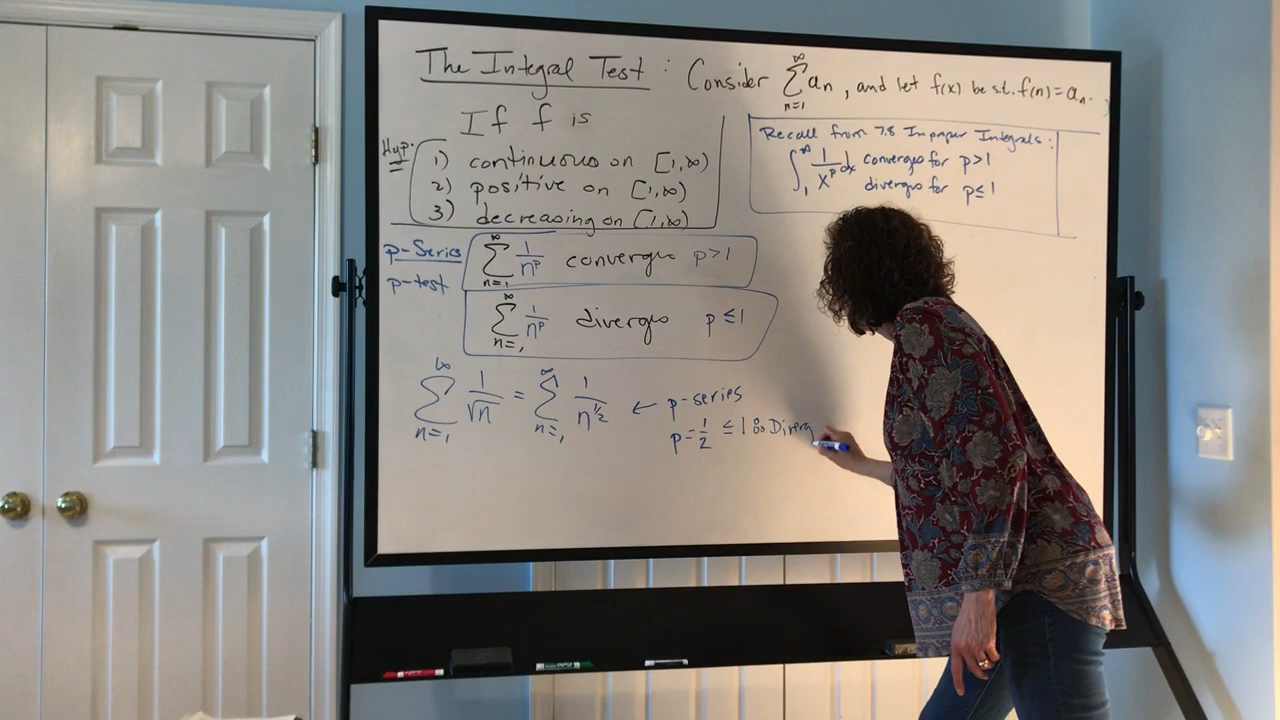 The Integral Test : Consider ∑_{n=1}^{∞} a_n, and let f(x) be s.t. f(n) = a_n.
If f is
Hyp:
1) continuous on [1,∞)
2) positive on [1,∞)
3) decreasing on [1,∞)
Recall from 7.8 Improper Integrals:
∫_1^∞ 1/x^p dx converges for p>1
diverges for p≤1
p-Series
p-test
∑_{n=1}^{∞} 1/n^p converges p>1
∑_{n=1}^{∞} 1/n^p diverges p≤1
∑_{n=1}^{∞} 1/√n = ∑_{n=1}^{∞} 1/n^{1/2} ← p-series
p=1/2 ≤1 ∴ Diverg